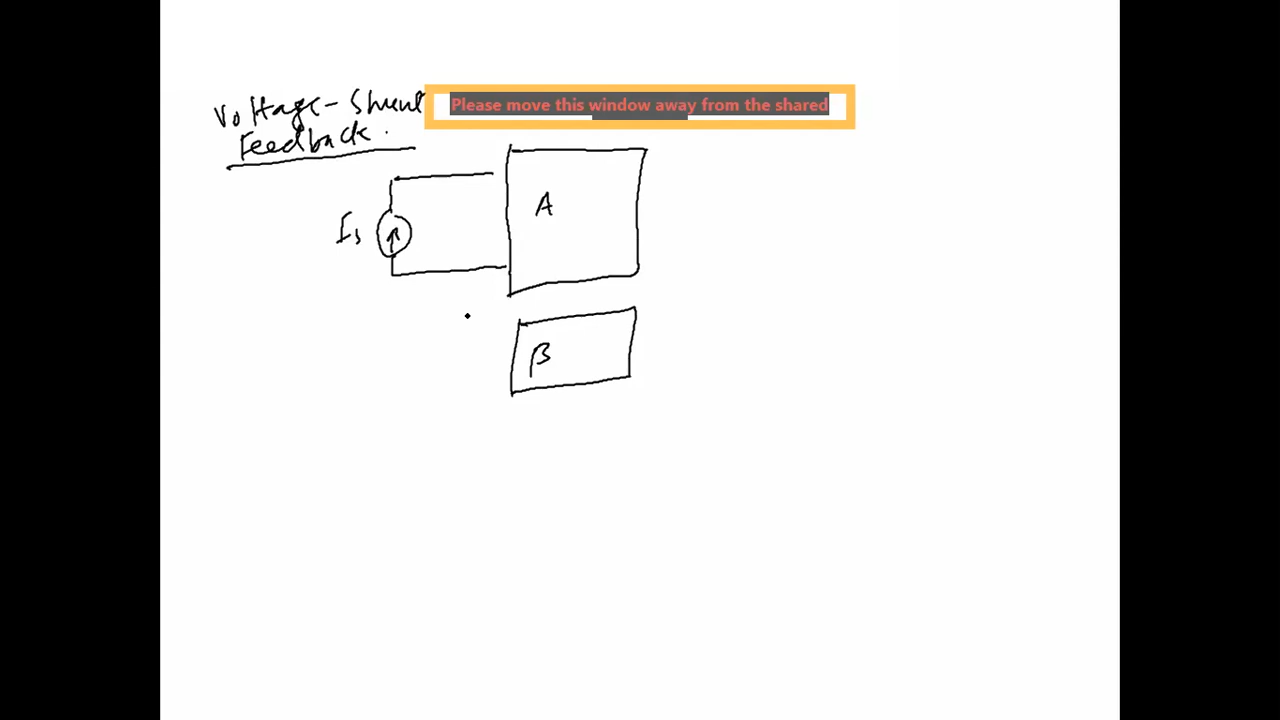 Voltage - Shunt
Feedback.
Please move this window away from the shared
Is
A
β